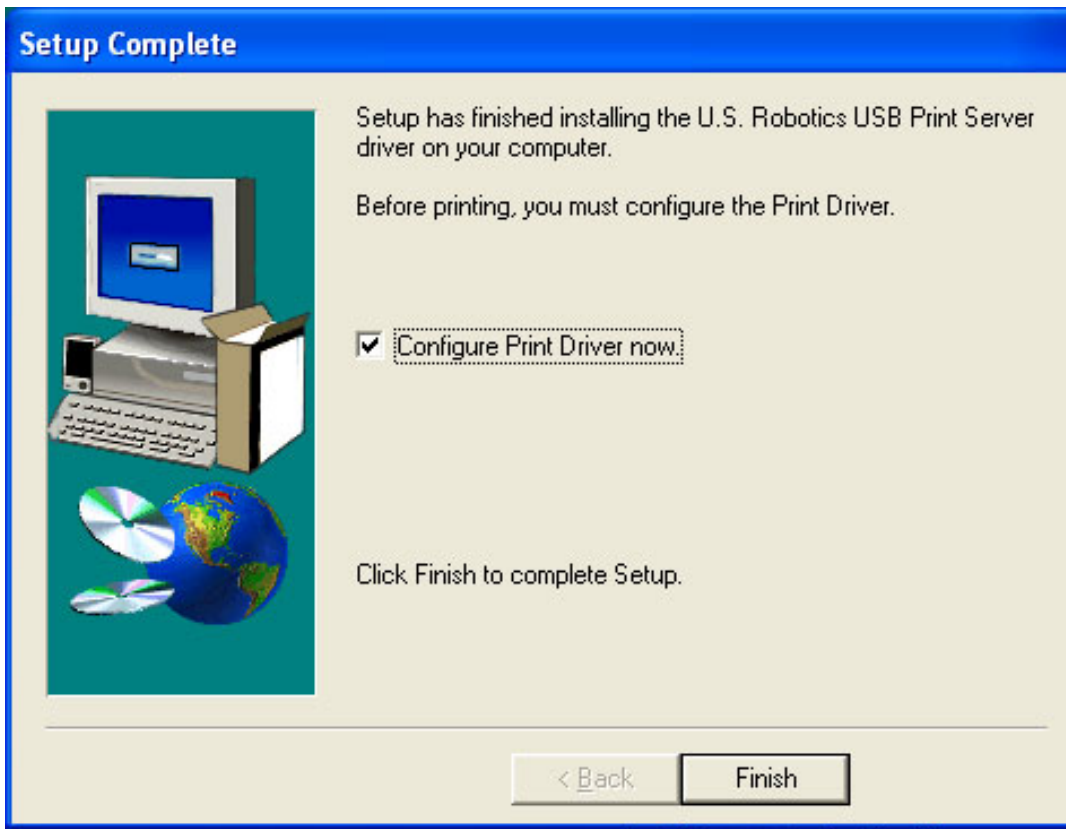 Setup Complete
Setup has finished installing the U.S. Robotics USB Print Server
driver on your computer.
Before printing, you must configure the Print Driver.
Configure Print Driver now.
Click Finish to complete Setup.
< Back
Finish